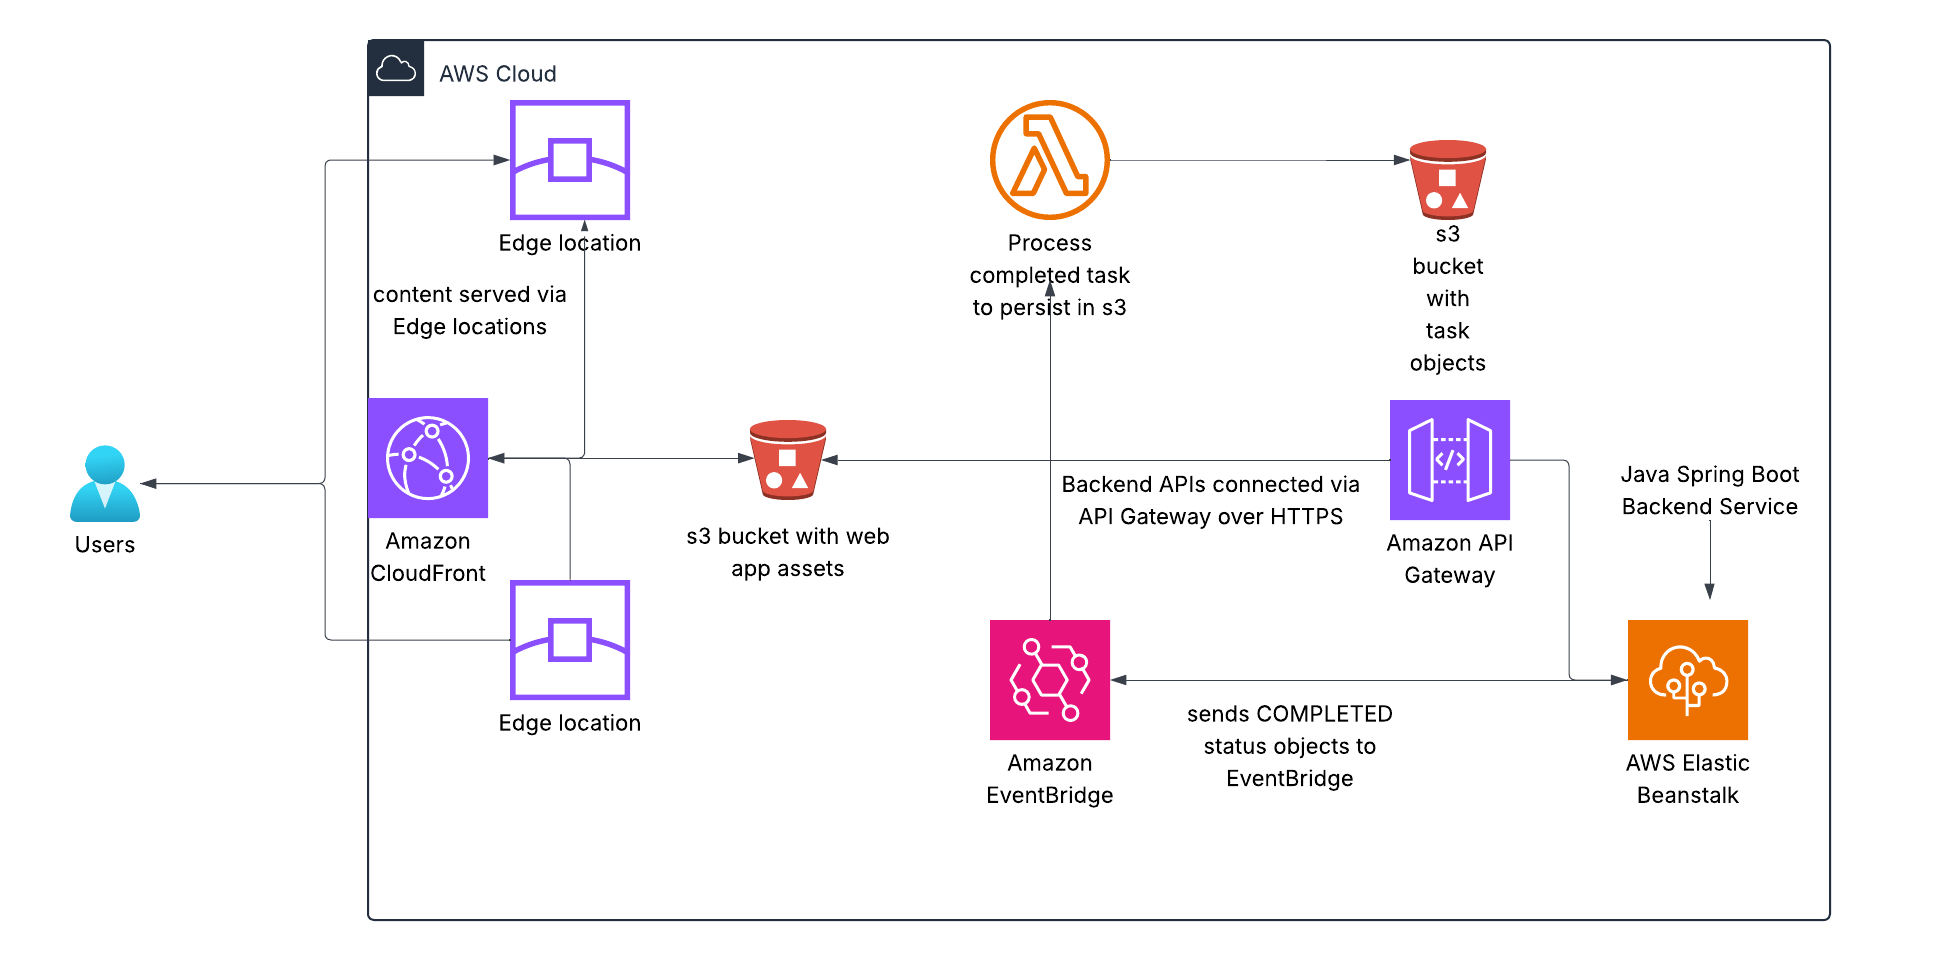 AWS Cloud
Edge location
content served via
Edge locations
Users
Amazon
CloudFront
Edge location
s3 bucket with web
app assets
Process
completed task
to persist in s3
s3
bucket
with
task
objects
Backend APIs connected via
API Gateway over HTTPS
Amazon API
Gateway
Java Spring Boot
Backend Service
Amazon
EventBridge
sends COMPLETED
status objects to
EventBridge
AWS Elastic
Beanstalk